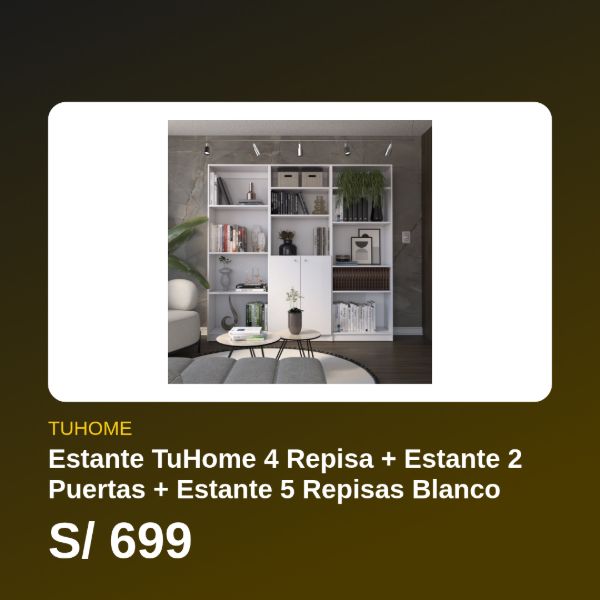 TUHOME
Estante TuHome 4 Repisa + Estante 2
Puertas + Estante 5 Repisas Blanco
S/ 699